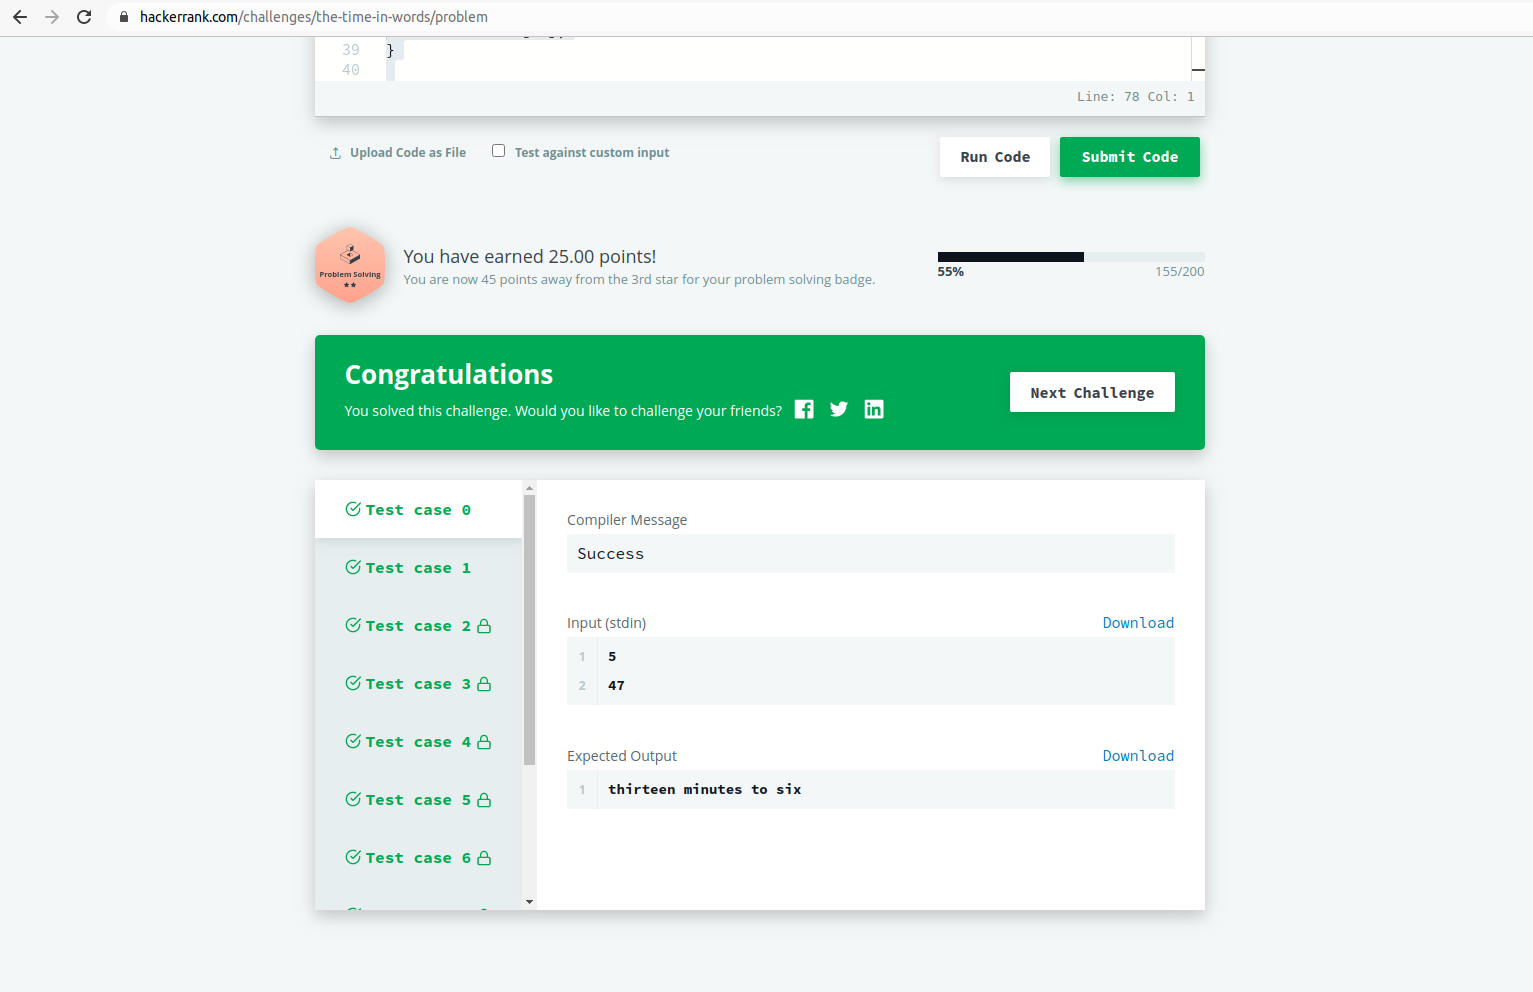 hackerrank.com/challenges/the-time-in-words/problem
39 }
40
Line: 78 Col: 1
Upload Code as File
Test against custom input
Run Code
Submit Code
Problem Solving
You have earned 25.00 points!
You are now 45 points away from the 3rd star for your problem solving badge.
55%
155/200
Congratulations
You solved this challenge. Would you like to challenge your friends?
Next Challenge
Test case 0
Test case 1
Test case 2
Test case 3
Test case 4
Test case 5
Test case 6
Compiler Message
Success
Input (stdin)
Download
1 5
2 47
Expected Output
Download
1 thirteen minutes to six